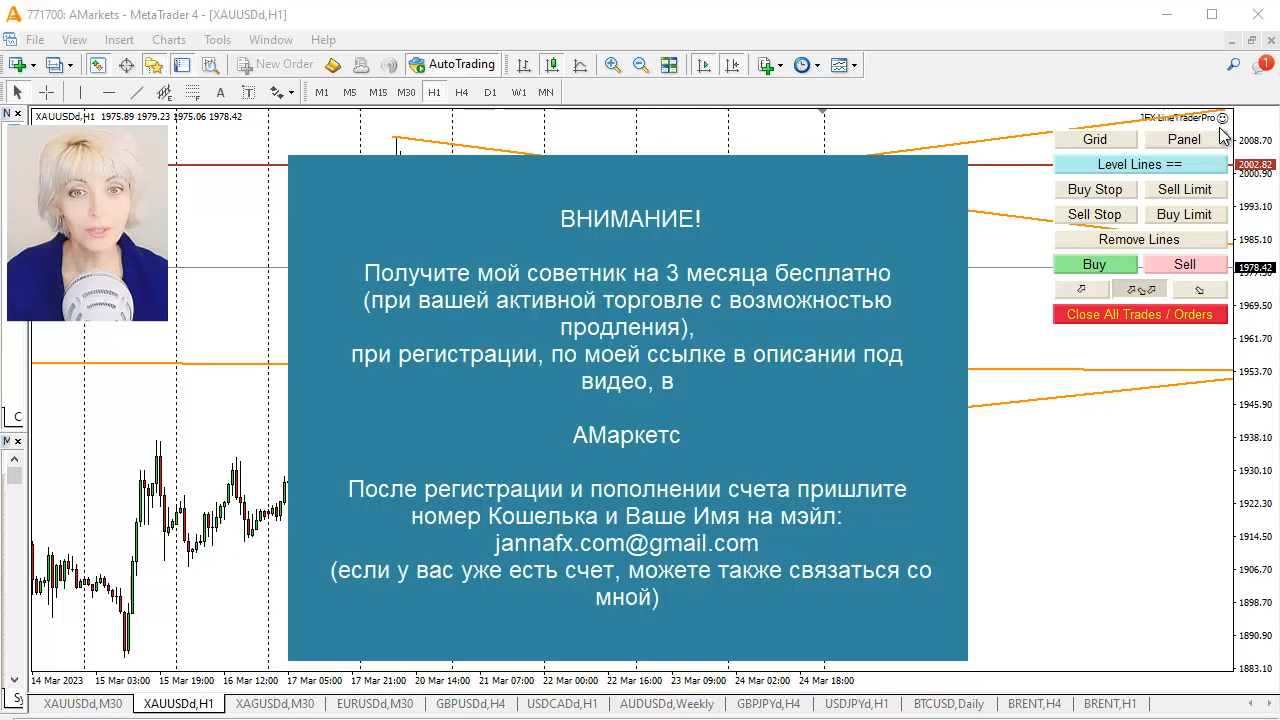 771700: AMarkets - MetaTrader 4 - [XAUUSDd,H1]
File View Insert Charts Tools Window Help
New Order AutoTrading 1
A T M1 M5 M15 M30 H1 H4 D1 W1 MN
N XAUUSDd,H1 1975.89 1979.23 1975.06 1978.42 JFX LineTraderPro
Grid Panel
Level Lines ==
Buy Stop Sell Limit
Sell Stop Buy Limit
Remove Lines
Buy Sell
Close All Trades / Orders
2008.70
2002.82
2000.90
1993.10
1985.10
1978.42
1969.50
1961.70
1953.70
1945.90
1938.10
1930.10
1922.30
1914.50
1906.70
1898.70
1890.90
1883.10
ВНИМАНИЕ!
Получите мой советник на 3 месяца бесплатно
(при вашей активной торговле с возможностью
продления),
при регистрации, по моей ссылке в описании под
видео, в
АМаркетс
После регистрации и пополнении счета пришлите
номер Кошелька и Ваше Имя на мэйл:
jannafx.com@gmail.com
(если у вас уже есть счет, можете также связаться со
мной)
C
M
Sy
14 Mar 2023 15 Mar 03:00 15 Mar 19:00 16 Mar 12:00 17 Mar 05:00 17 Mar 21:00 20 Mar 14:00 21 Mar 07:00 22 Mar 00:00 22 Mar 16:00 23 Mar 09:00 24 Mar 02:00 24 Mar 18:00
XAUUSDd,M30 XAUUSDd,H1 XAGUSDd,M30 EURUSDd,M30 GBPUSDd,H4 USDCADd,H1 AUDUSDd,Weekly GBPJPYd,H4 USDJPYd,H1 BTCUSD,Daily BRENT,H4 BRENT,H1